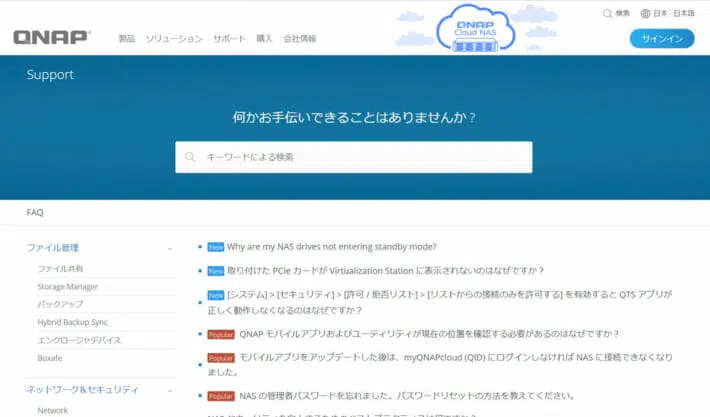 検索 日本 - 日本語
QNAP 製品 ソリューション サポート 購入 会社情報 QNAP Cloud NAS サインイン
Support
何かお手伝いできることはありませんか？
キーワードによる検索
FAQ
ファイル管理
ファイル共有
Storage Manager
バックアップ
Hybrid Backup Sync
エンクロージャデバイス
Boxafe
ネットワーク＆セキュリティ
Network
New Why are my NAS drives not entering standby mode?
New 取り付けた PCIe カードが Virtualization Station に表示されないのはなぜですか？
New [システム] > [セキュリティ] > [許可 / 拒否リスト] > [リストからの接続のみを許可する] を有効すると QTS アプリが
正しく動作しなくなるのはなぜですか？
Popular QNAP モバイルアプリおよびユーティリティが現在の位置を確認する必要があるのはなぜですか？
Popular モバイルアプリをアップデートした後は、myQNAPcloud (QID) にログインしなければ NAS に接続できなくなり
ました。
Popular NAS の管理者パスワードを忘れました。パスワードリセットの方法を教えてください。